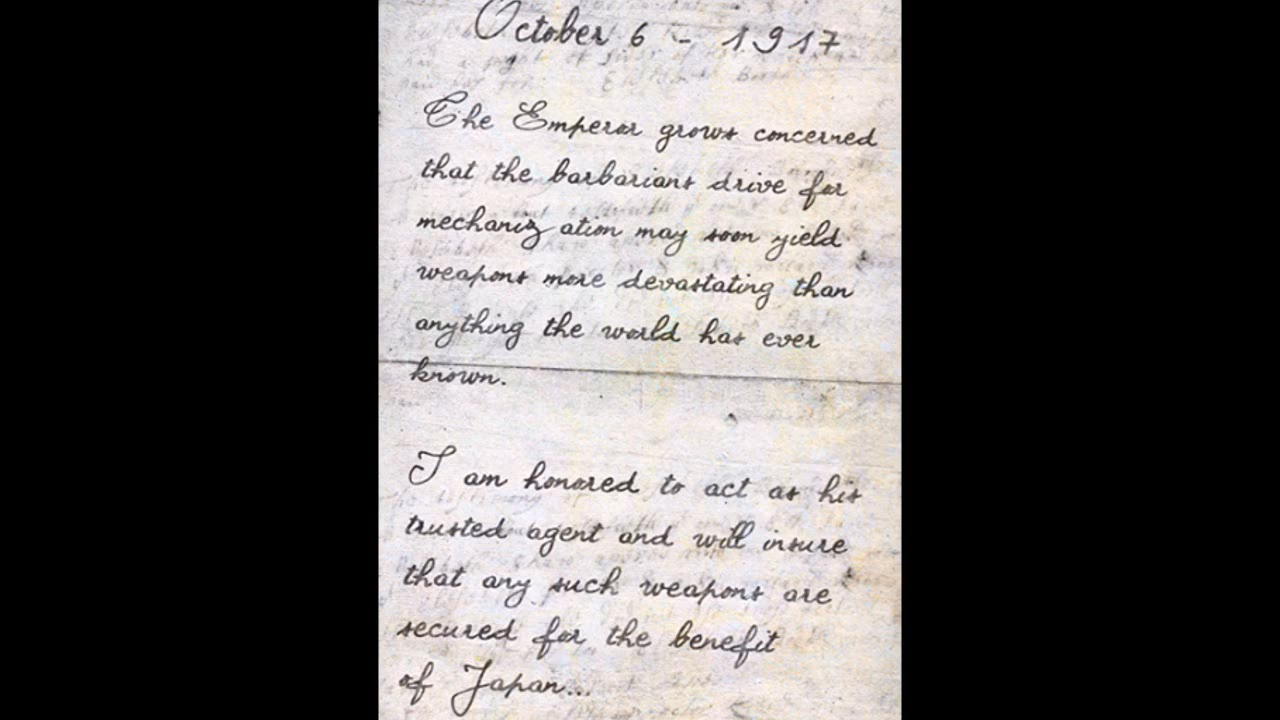 October 6 - 1917
The Emperor grows concerned
that the barbarians drive for
mechanization may soon yield
weapons more devastating than
anything the world has ever
known.
I am honored to act as his
trusted agent and will insure
that any such weapons are
secured for the benefit
of Japan...